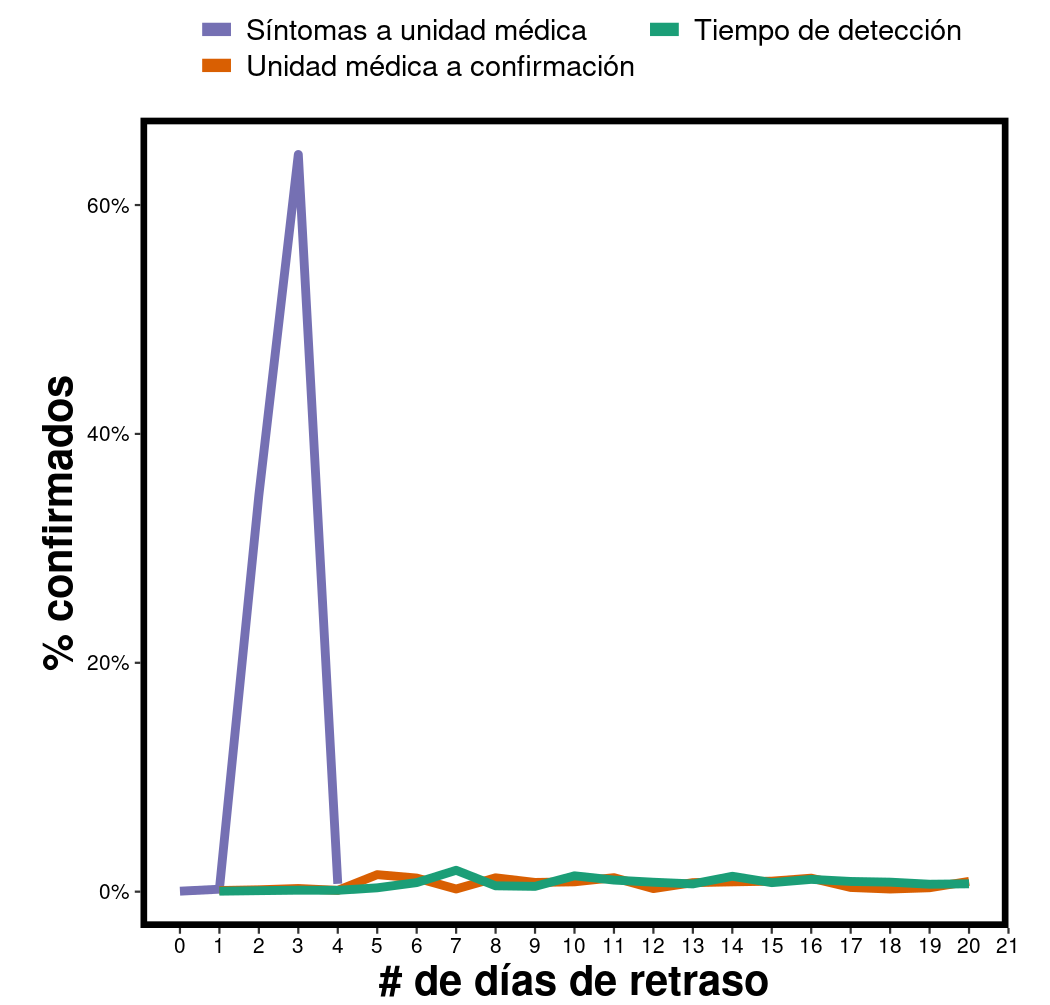 Síntomas a unidad médica
Tiempo de detección
Unidad médica a confirmación
60%
40%
20%
0%
% confirmados
0 1 2 3 4 5 6 7 8 9 10 11 12 13 14 15 16 17 18 19 20 21
# de días de retraso